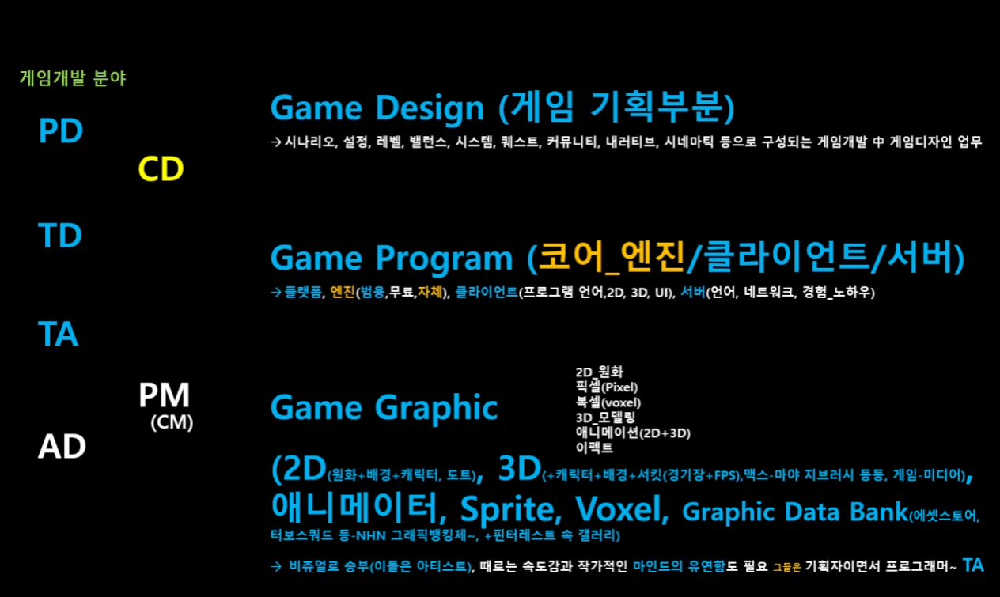 게임개발 분야
PD
CD
TD
TA
PM
(CM)
AD
Game Design (게임 기획부분)
→시나리오, 설정, 레벨, 밸런스, 시스템, 퀘스트, 커뮤니티, 내러티브, 시네마틱 등으로 구성되는 게임개발 中 게임디자인 업무
Game Program (코어_엔진/클라이언트/서버)
→플랫폼, 엔진(범용,무료,자체), 클라이언트(프로그램 언어,2D, 3D, UI), 서버(언어, 네트워크, 경험_노하우)
Game Graphic
2D_원화
픽셀(Pixel)
복셀(voxel)
3D_모델링
애니메이션(2D+3D)
이펙트
(2D(원화+배경+캐릭터, 도트), 3D(+캐릭터+배경+서킷(경기장+FPS),맥스-마야 지브러시 등등, 게임-미디어),
애니메이터, Sprite, Voxel, Graphic Data Bank(에셋스토어,
터보스쿼드 등-NHN 그래픽뱅킹제~, +핀터레스트 속 갤러리)
→ 비쥬얼로 승부(이들은 아티스트), 때로는 속도감과 작가적인 마인드의 유연함도 필요 그들은 기획자이면서 프로그래머~ TA